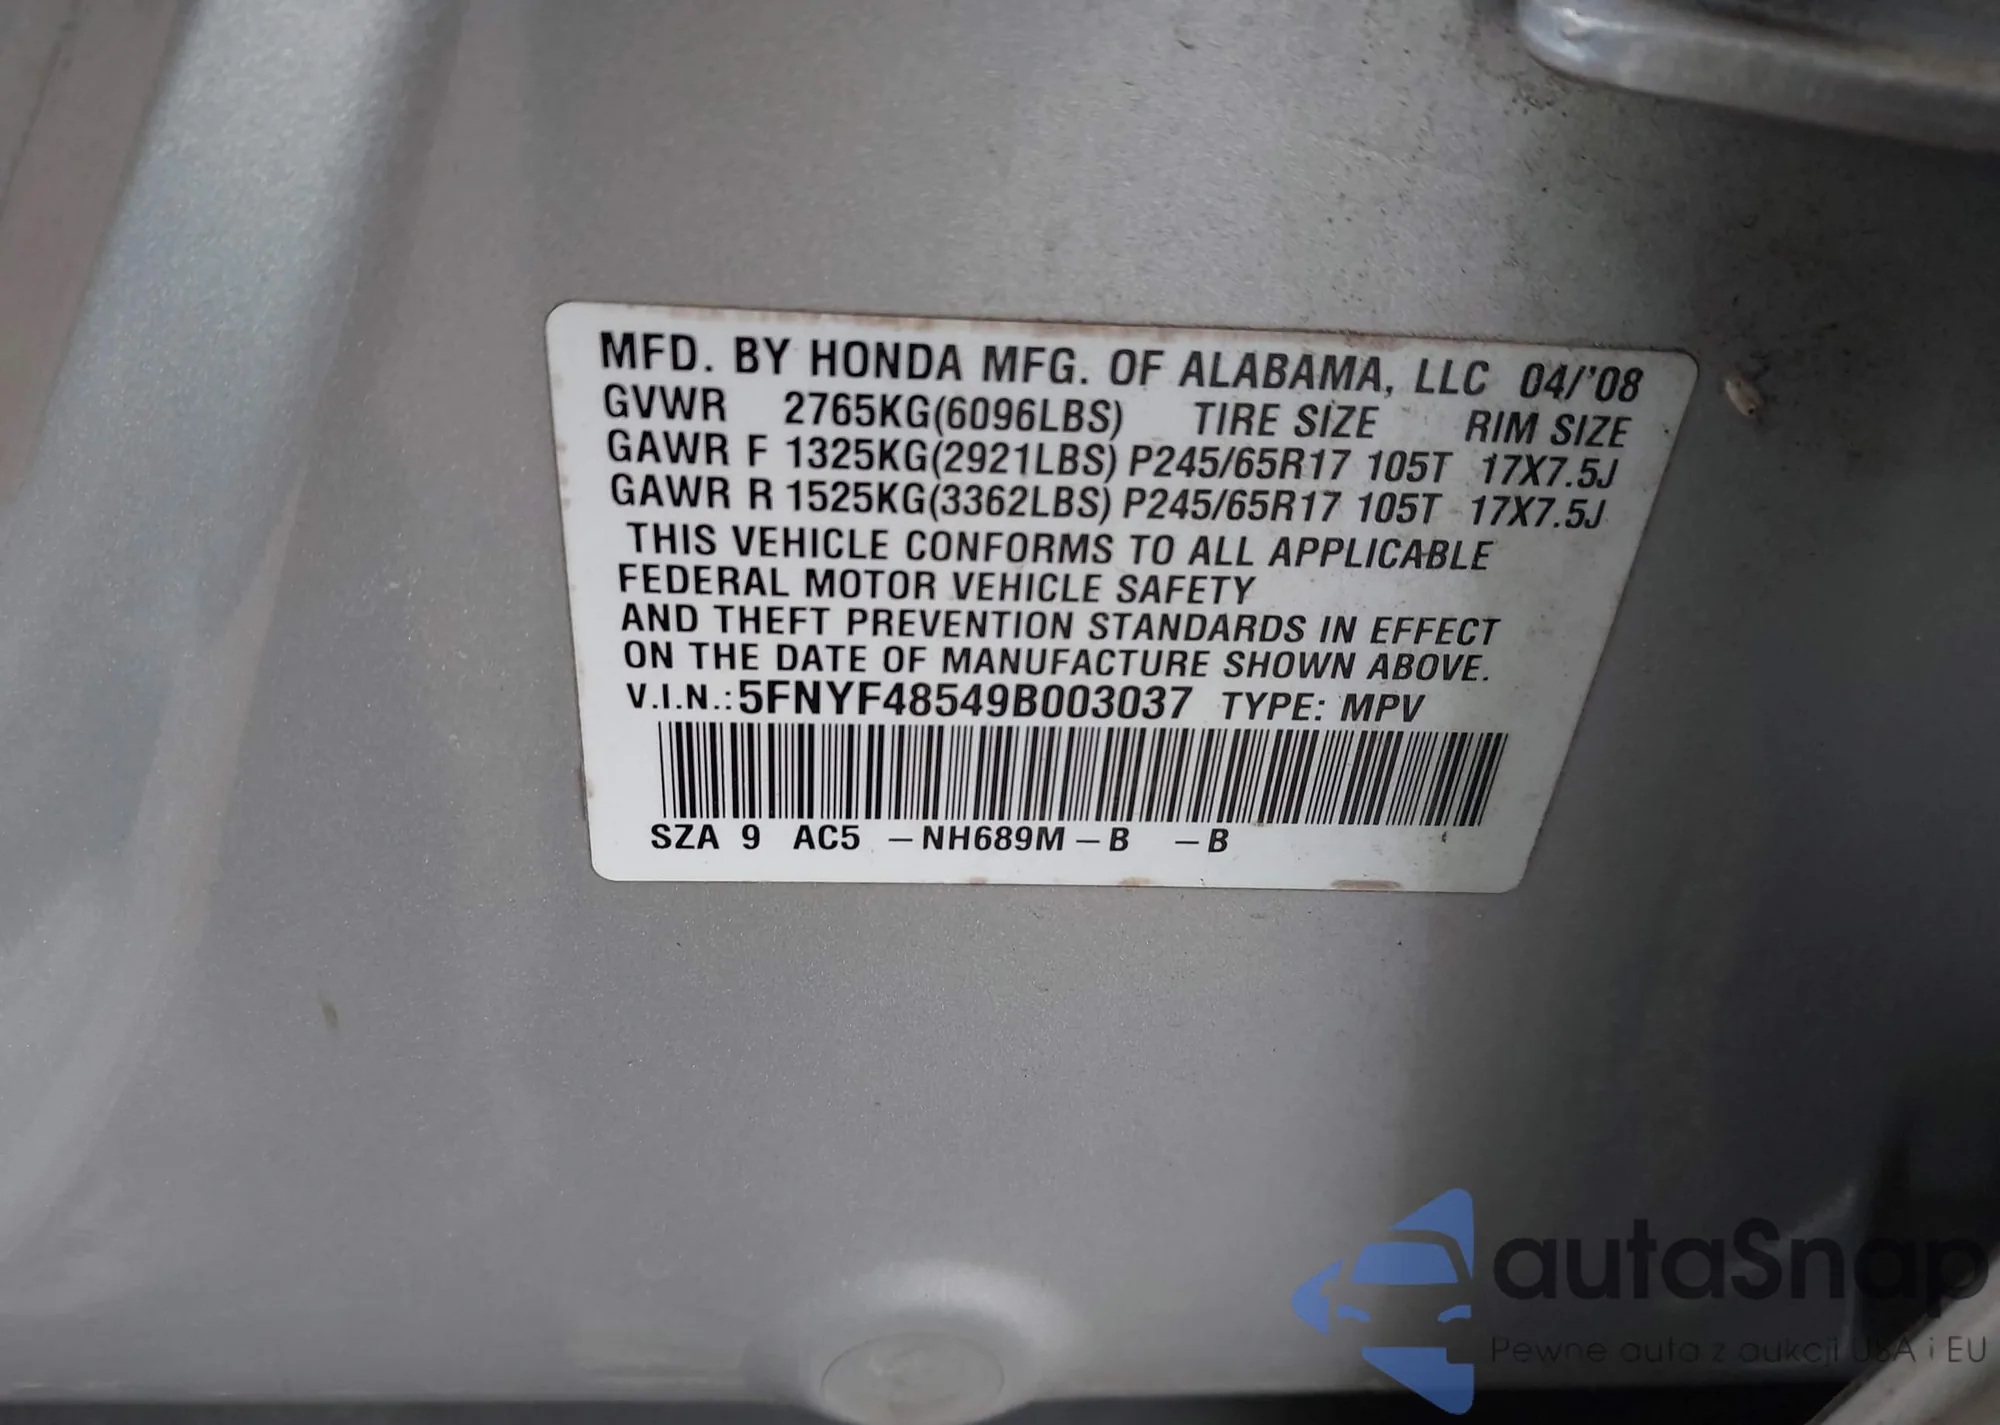 MFD. BY HONDA MFG. OF ALABAMA, LLC 04/'08
GVWR 2765KG(6096LBS) TIRE SIZE RIM SIZE
GAWR F 1325KG(2921LBS) P245/65R17 105T 17X7.5J
GAWR R 1525KG(3362LBS) P245/65R17 105T 17X7.5J
THIS VEHICLE CONFORMS TO ALL APPLICABLE
FEDERAL MOTOR VEHICLE SAFETY
AND THEFT PREVENTION STANDARDS IN EFFECT
ON THE DATE OF MANUFACTURE SHOWN ABOVE.
V.I.N.:5FNYF48549B003037 TYPE: MPV
SZA 9 AC5 –NH689M–B –B
autaSnap
Pewne auta z aukcji USA i EU